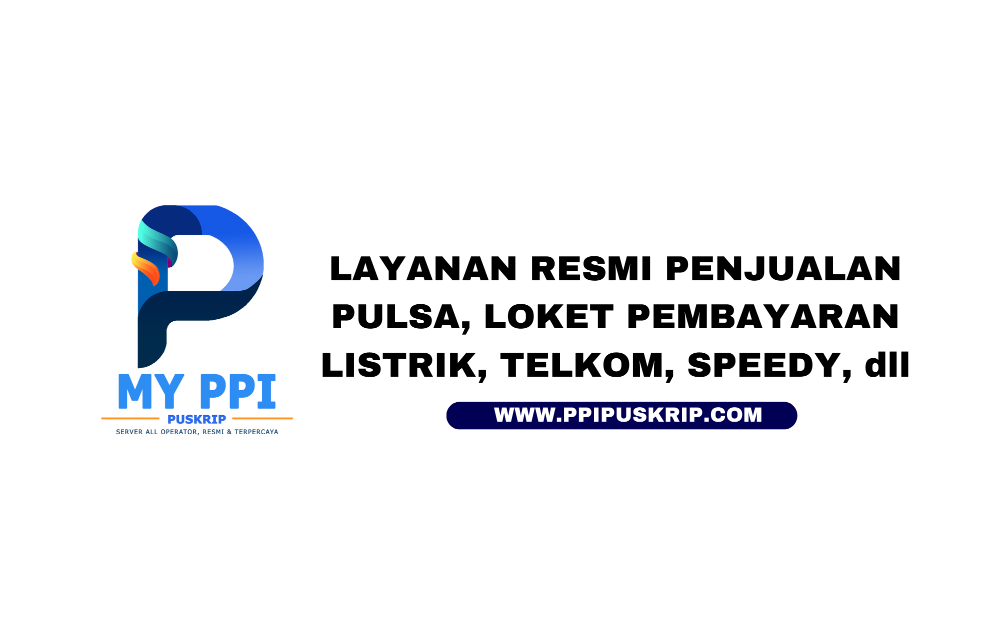 MY PPI
PUSKRIP
SERVER ALL OPERATOR, RESMI & TERPERCAYA
LAYANAN RESMI PENJUALAN
PULSA, LOKET PEMBAYARAN
LISTRIK, TELKOM, SPEEDY, dll
WWW.PPIPUSKRIP.COM